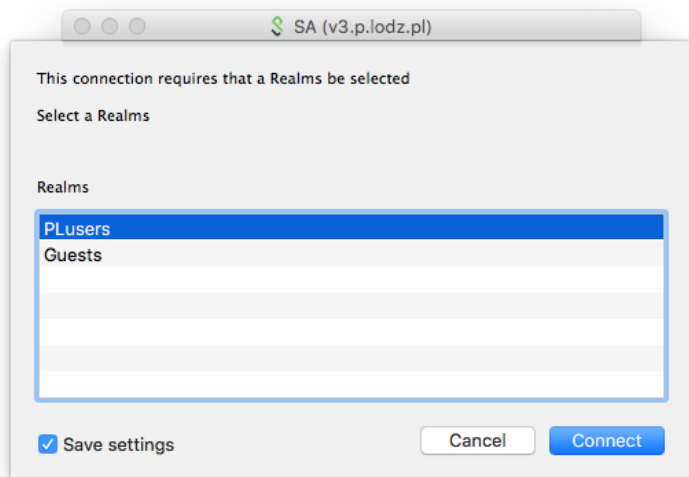 SA (v3.p.lodz.pl)
This connection requires that a Realms be selected
Select a Realms
Realms
PLusers
Guests
Save settings
Cancel
Connect